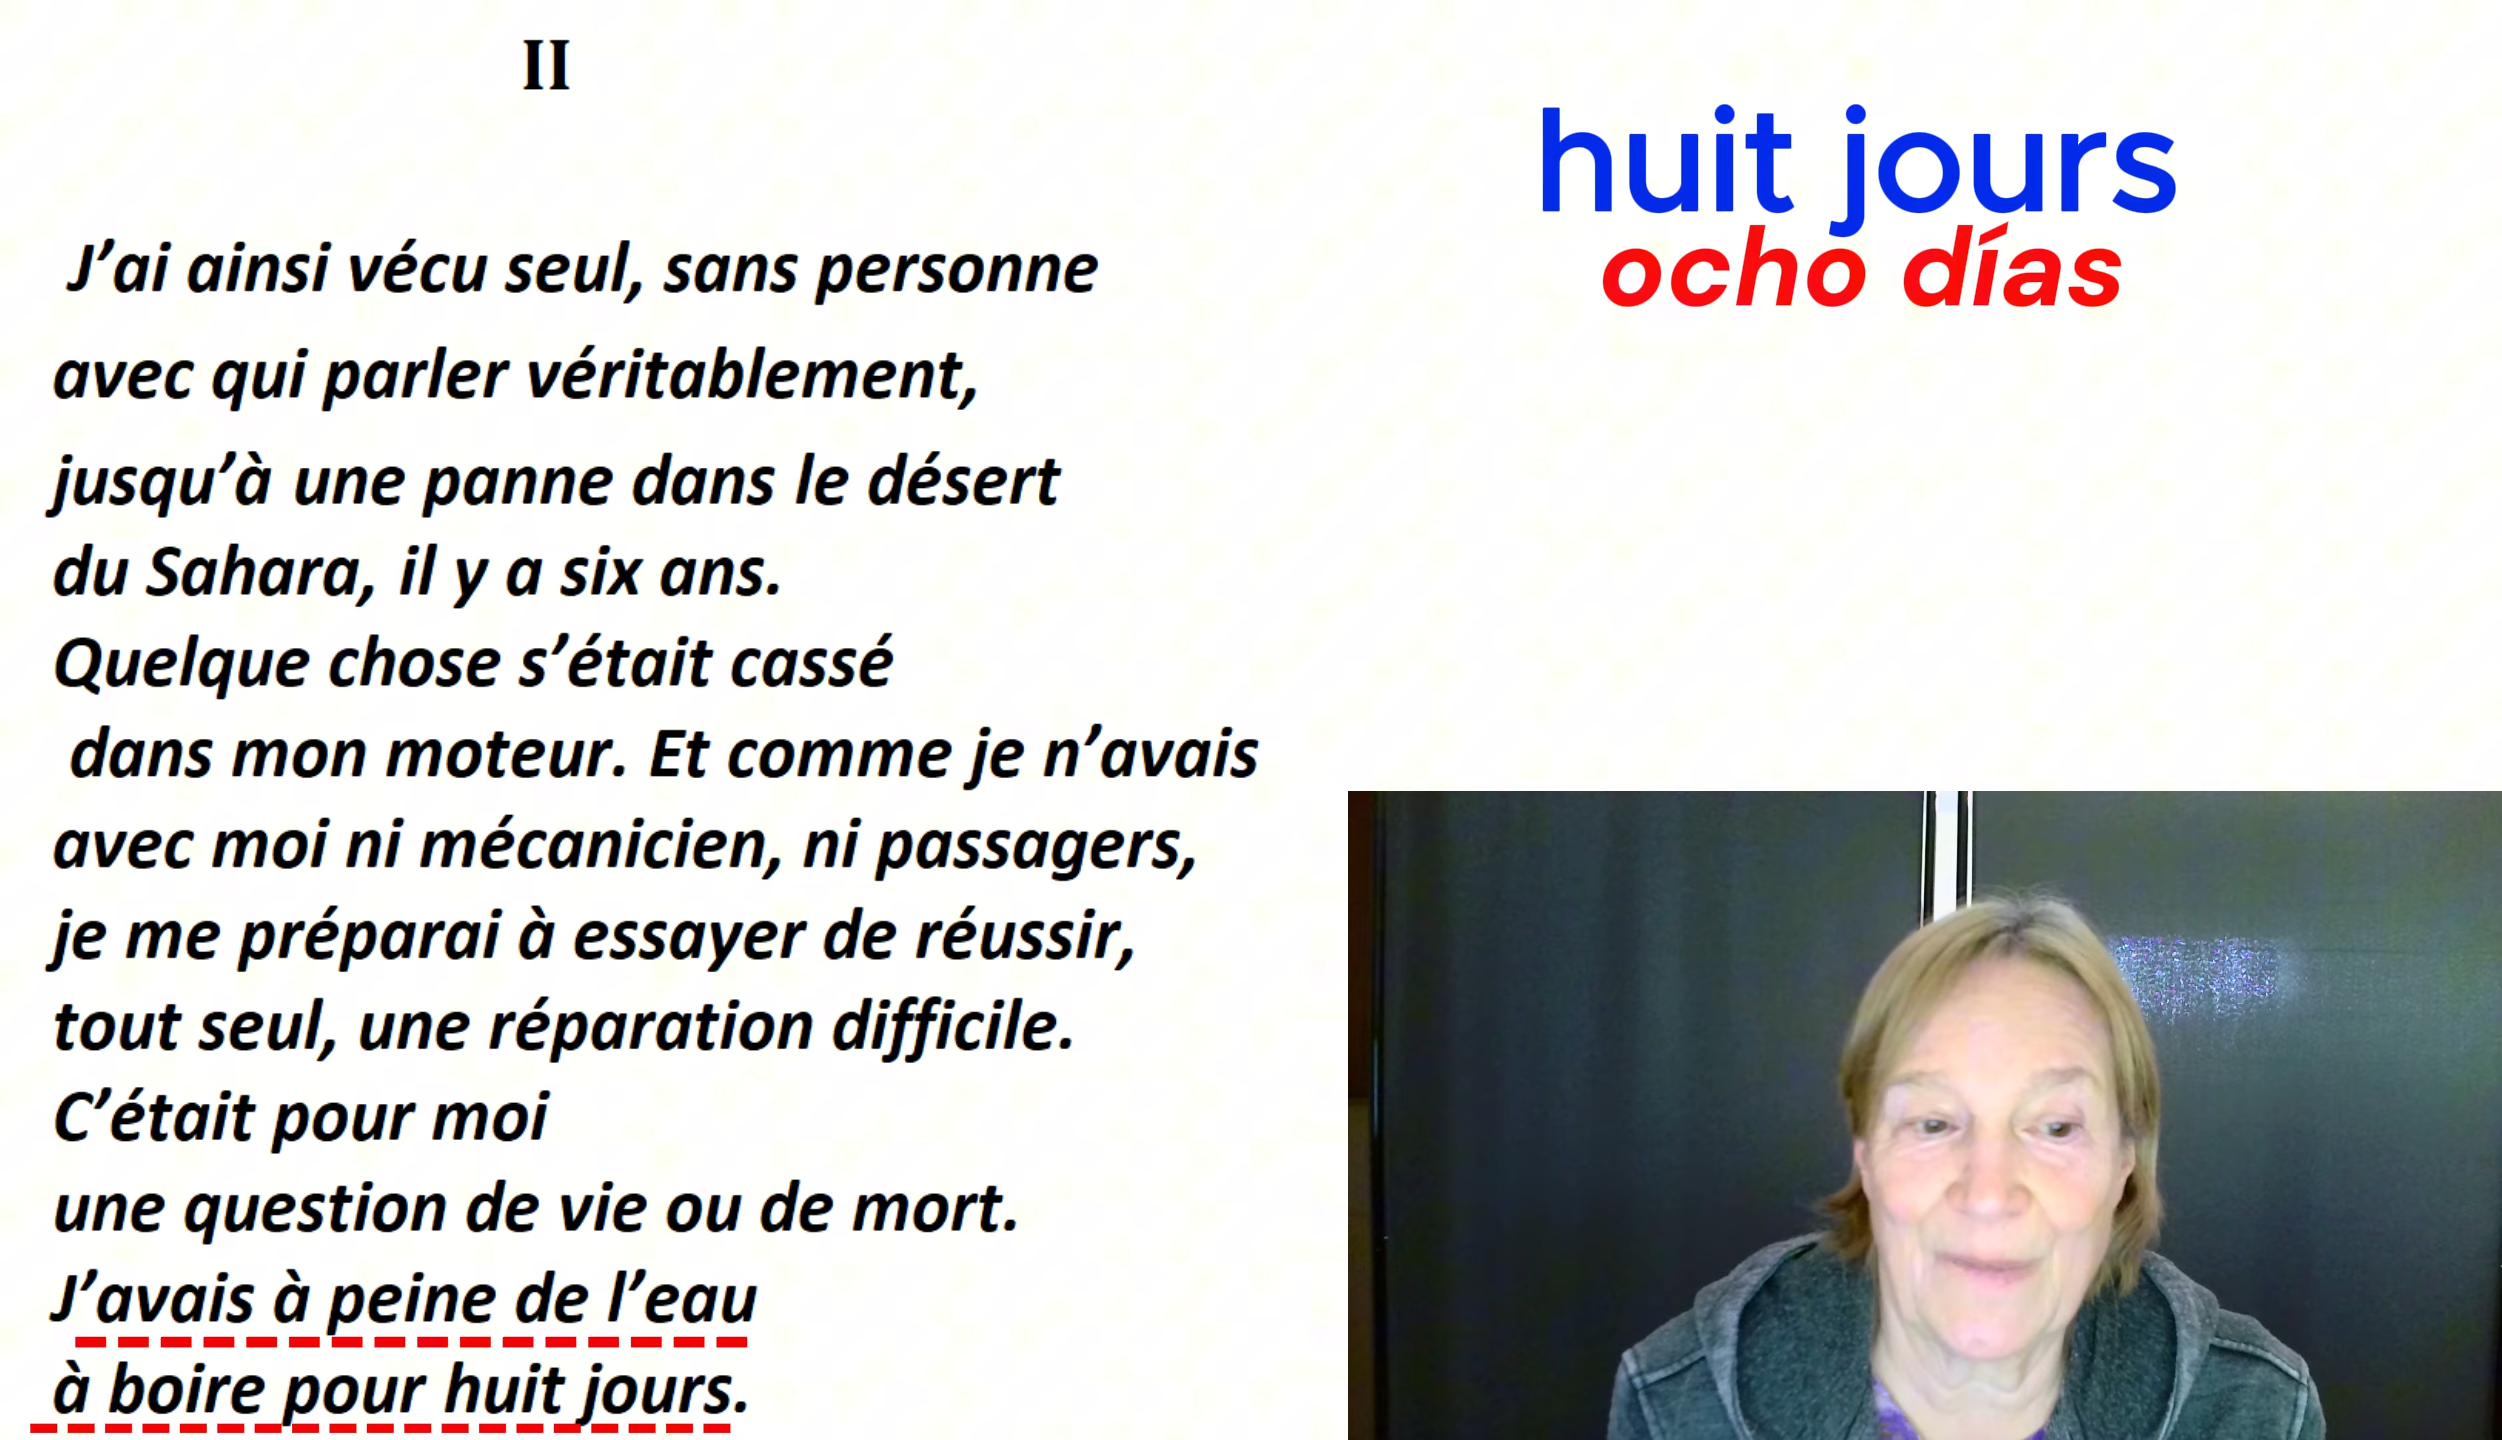 II
J’ai ainsi vécu seul, sans personne
avec qui parler véritablement,
jusqu’à une panne dans le désert
du Sahara, il y a six ans.
Quelque chose s’était cassé
dans mon moteur. Et comme je n’avais
avec moi ni mécanicien, ni passagers,
je me préparai à essayer de réussir,
tout seul, une réparation difficile.
C’était pour moi
une question de vie ou de mort.
J’avais à peine de l’eau
à boire pour huit jours.
huit jours
ocho días